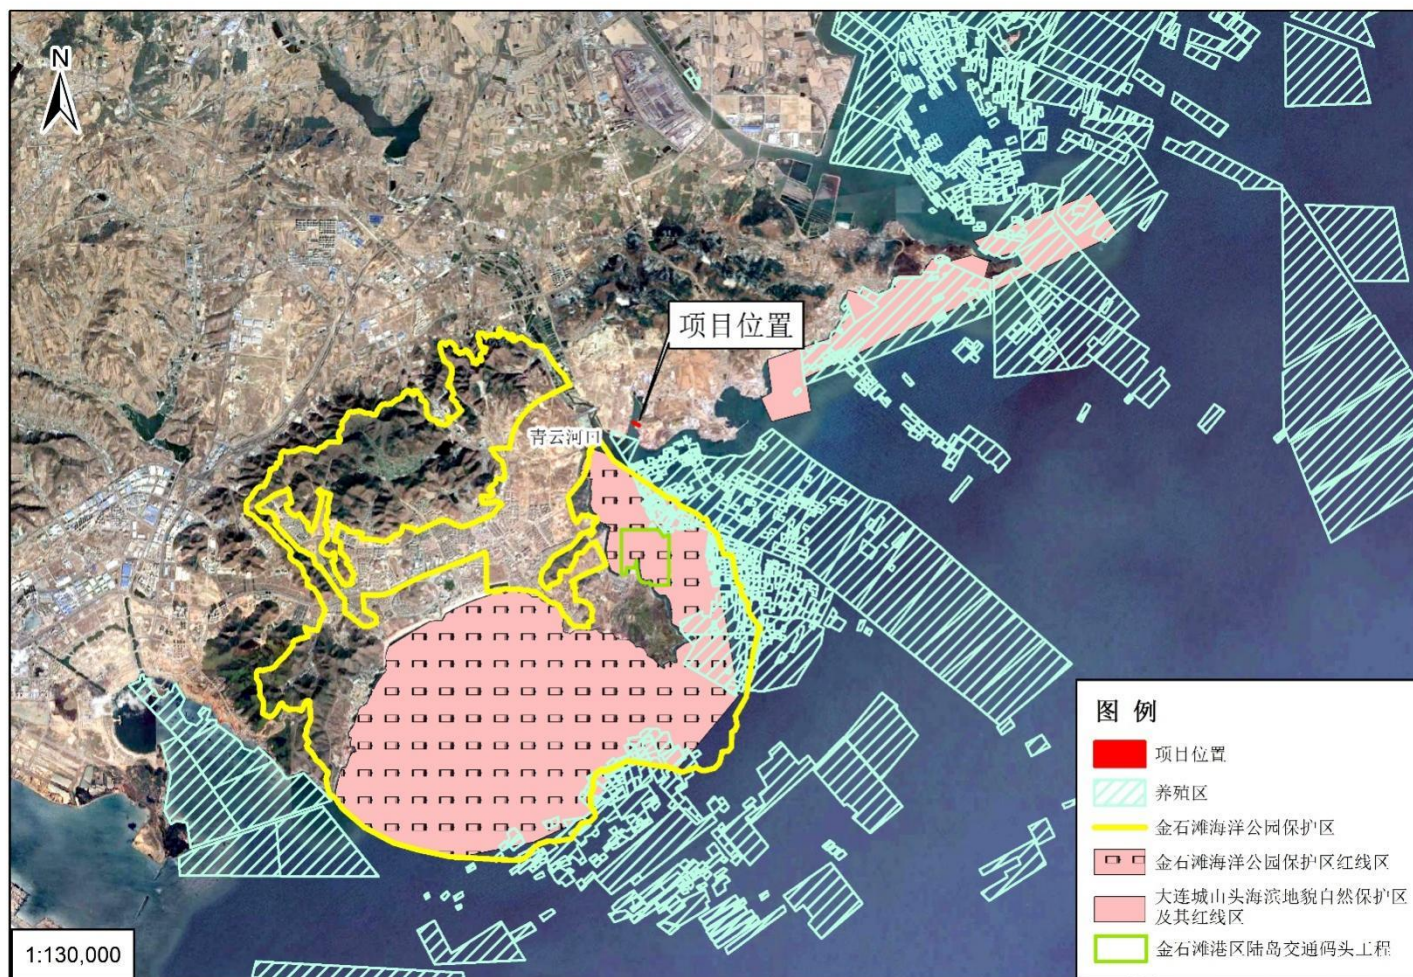 N
项目位置
青云河口
图 例
项目位置
养殖区
金石滩海洋公园保护区
金石滩海洋公园保护区红线区
大连城山头海滨地貌自然保护区
及其红线区
金石滩港区陆岛交通码头工程
1:130,000